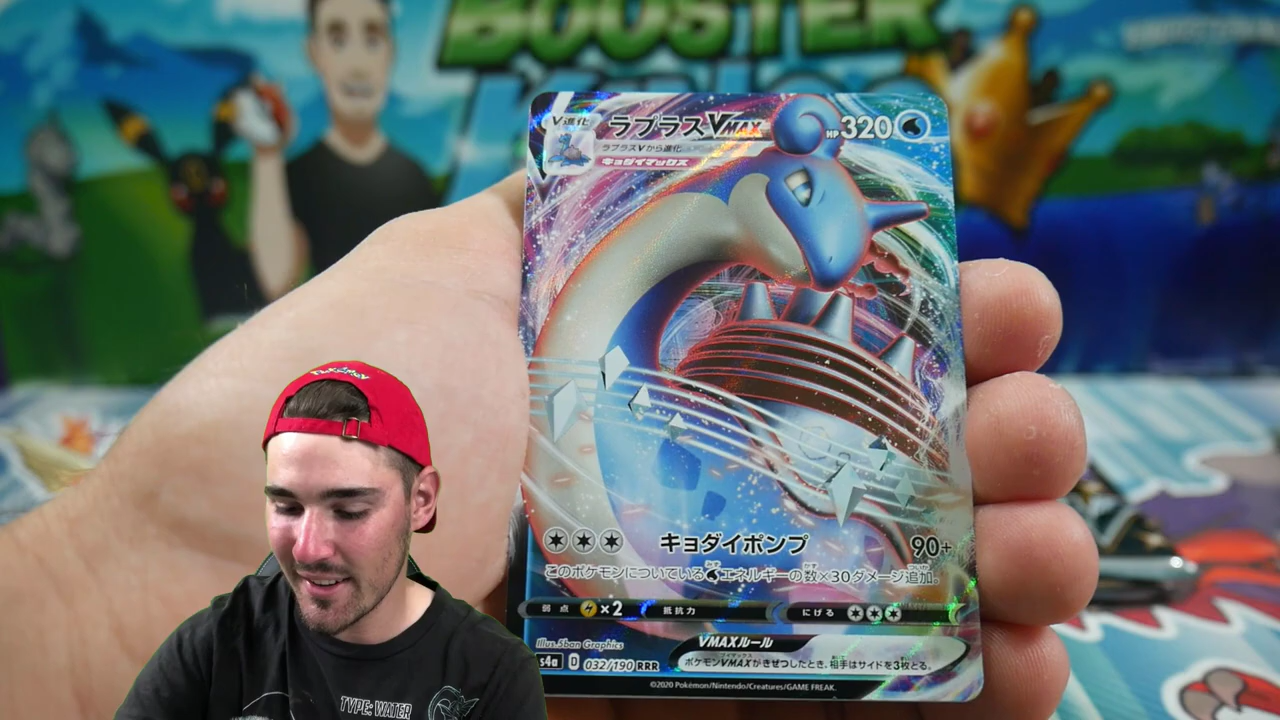 BOOSTER
V進化
ラプラスVMAX
HP320
ラプラスVから進化
キョダイマックス
Pokémon
キョダイポンプ 90+
このポケモンについているエネルギーの数×30ダメージ追加。
弱点 ×2 抵抗力 にげる
Illus. 5ban Graphics
VMAXルール
s4a D 032/190 RRR
ポケモンVMAXがきぜつしたとき、相手はサイドを3枚とる。
©2020 Pokémon/Nintendo/Creatures/GAME FREAK.
TYPE: WATER